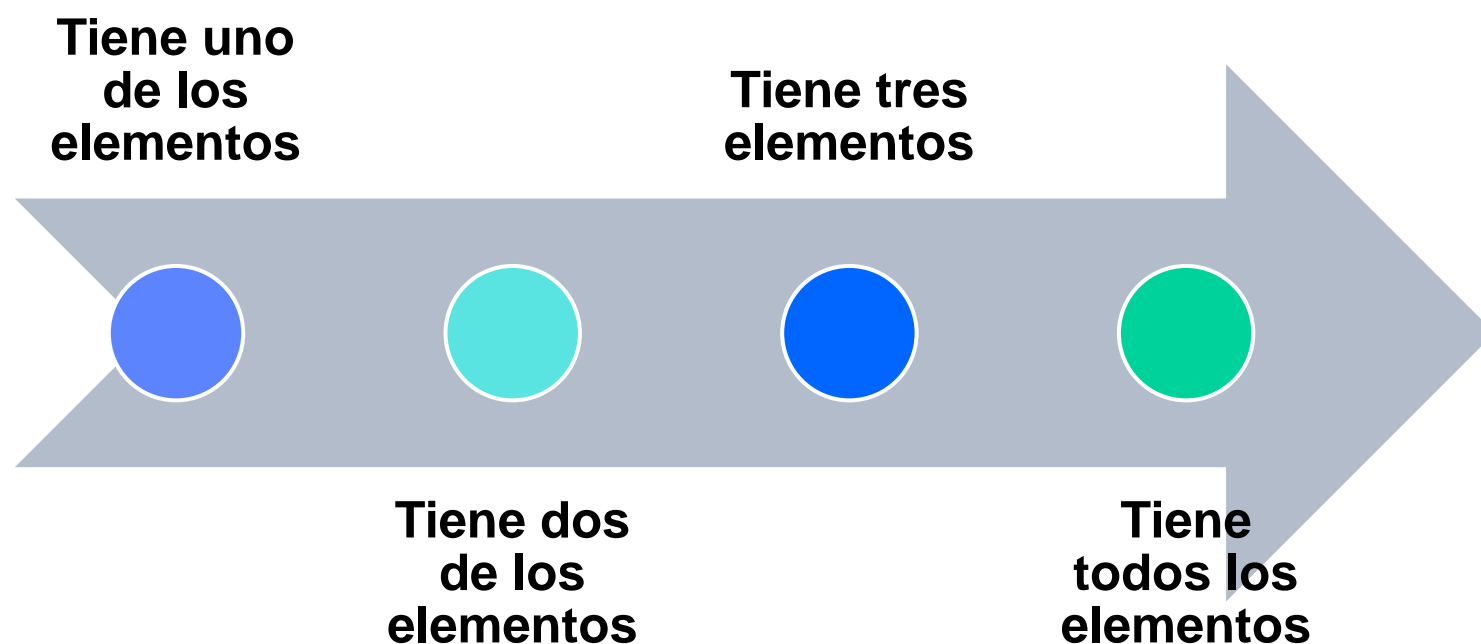 Tiene uno
de los
elementos
Tiene dos
de los
elementos
Tiene tres
elementos
Tiene
todos los
elementos